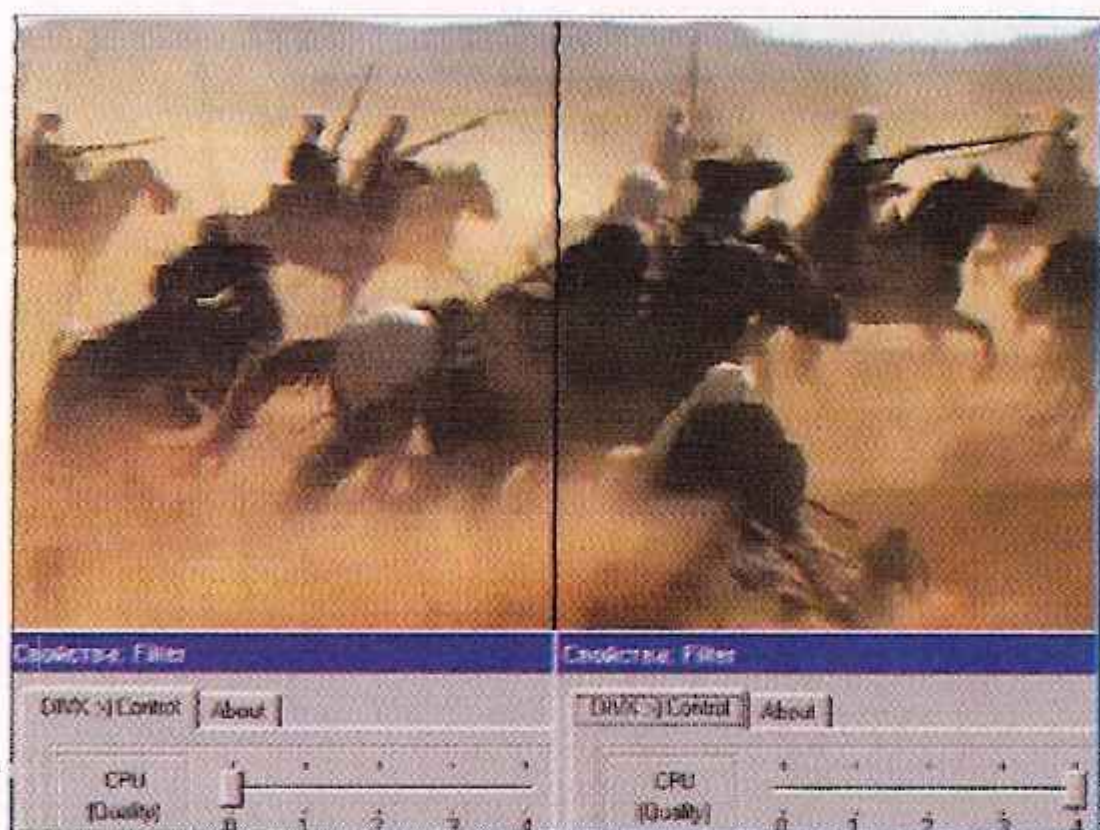 Свойства: Filter
DIVX ;-) Control About
CPU
(Quality)
0 1 2 3 4
Свойства: Filter
DIVX ;-) Control About
CPU
(Quality)
0 1 2 3 4